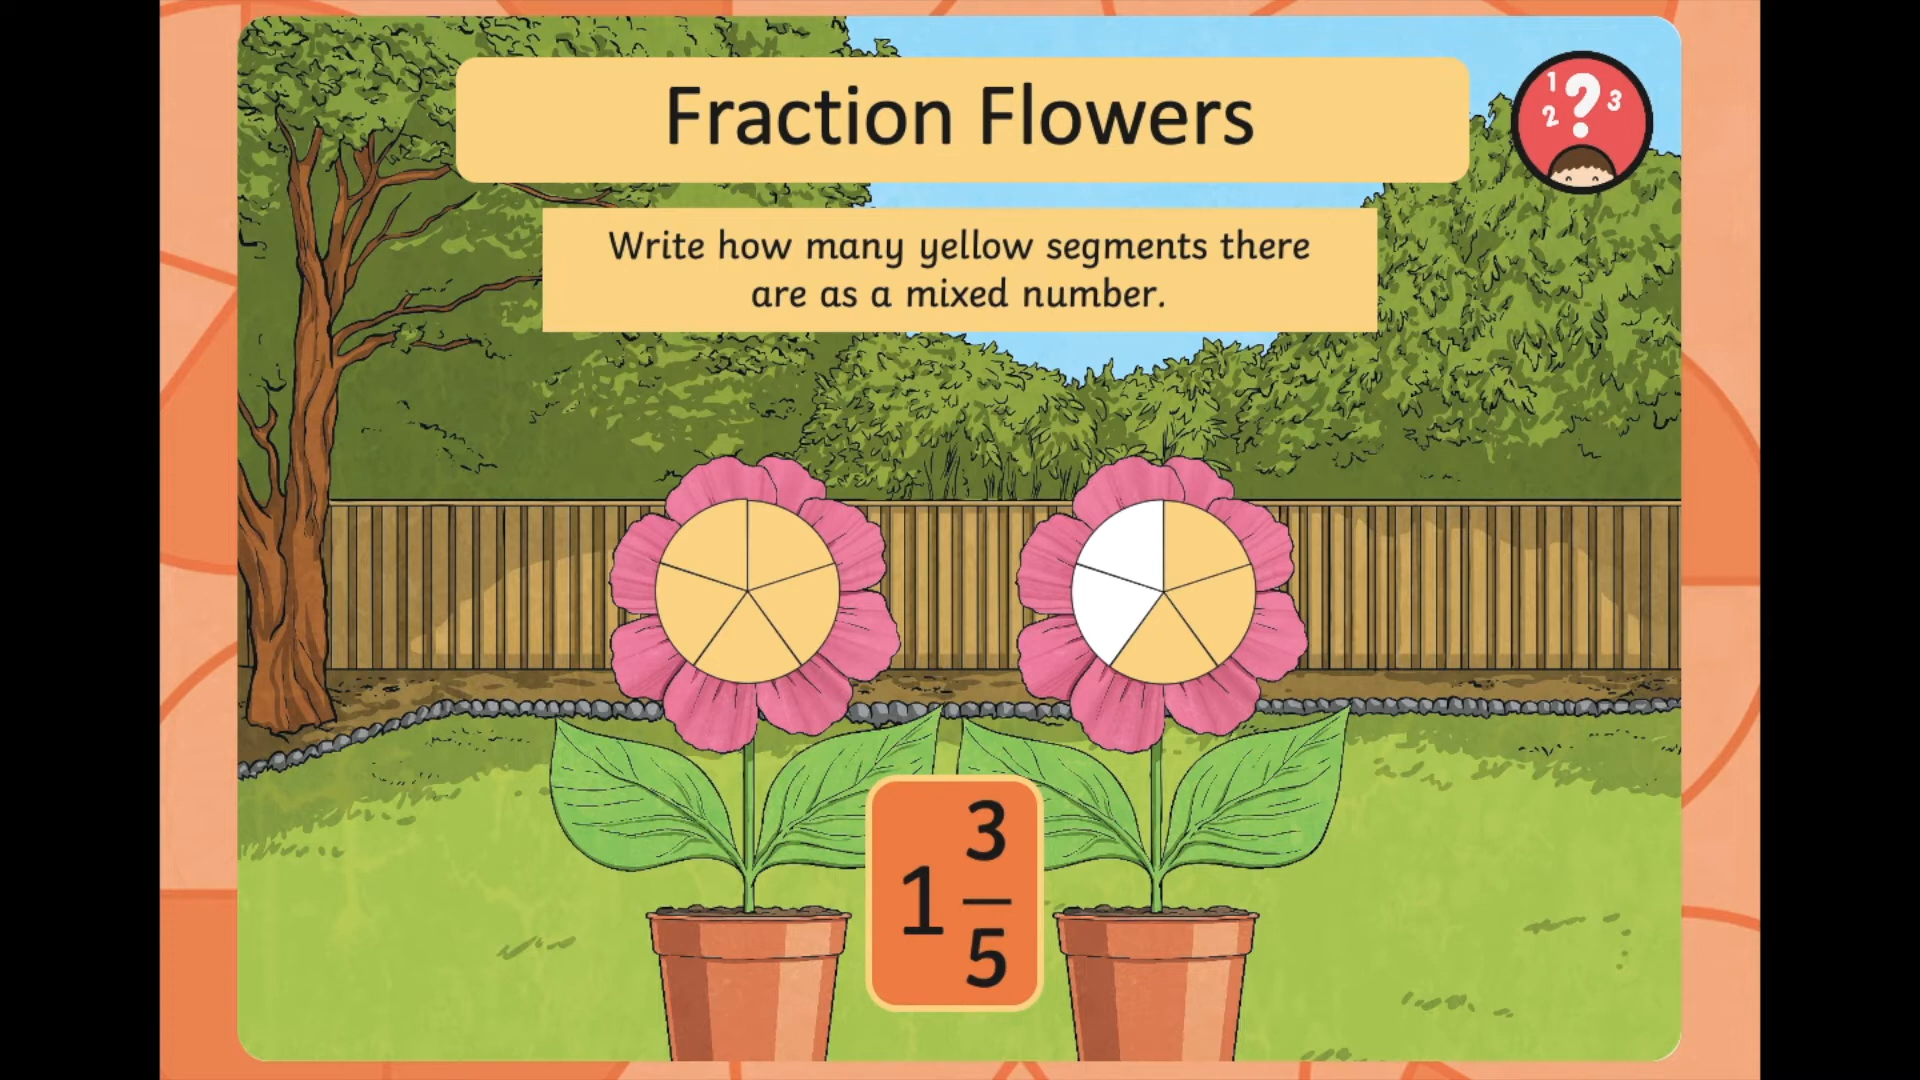 Fraction Flowers
1 ? 3
2
Write how many yellow segments there
are as a mixed number.
1 3/5